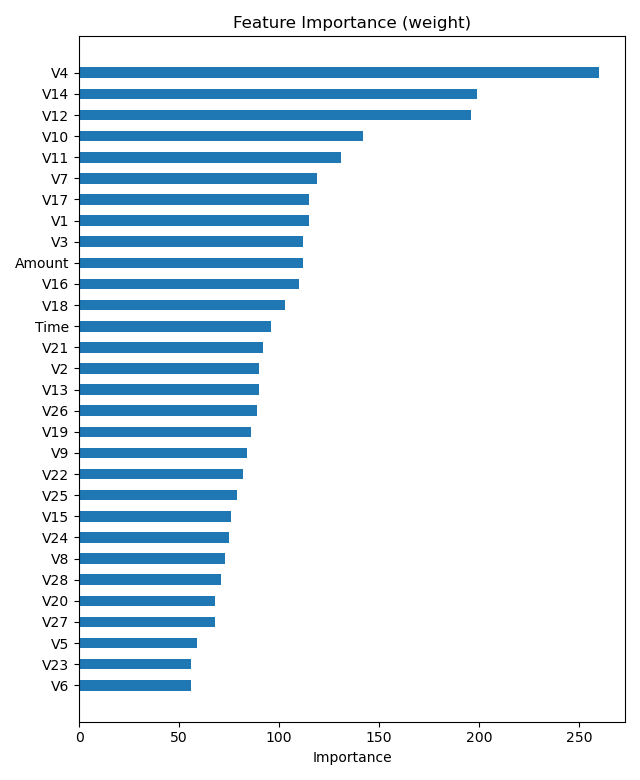 Feature Importance (weight)
V4
V14
V12
V10
V11
V7
V17
V1
V3
Amount
V16
V18
Time
V21
V2
V13
V26
V19
V9
V22
V25
V15
V24
V8
V28
V20
V27
V5
V23
V6
0 50 100 150 200 250
Importance